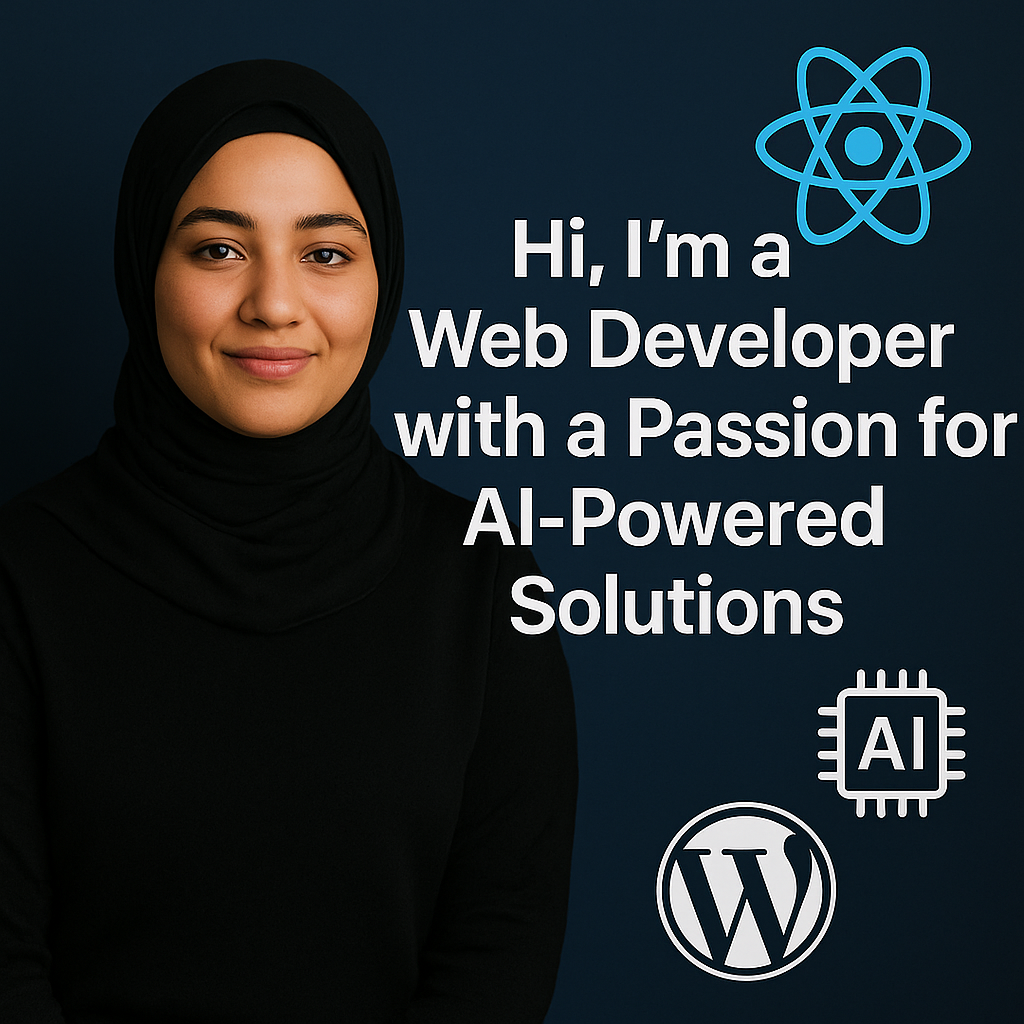 Hi, I’m a
Web Developer
with a Passion for
AI-Powered
Solutions
AI
W